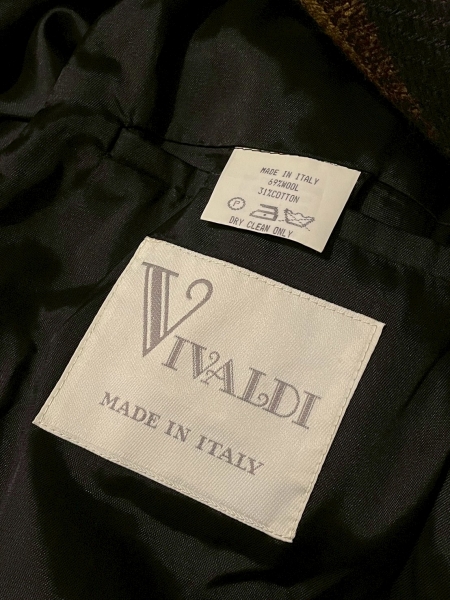 MADE IN ITALY
69%WOOL
31%COTTON
P
DRY CLEAN ONLY
VIVALDI
MADE IN ITALY